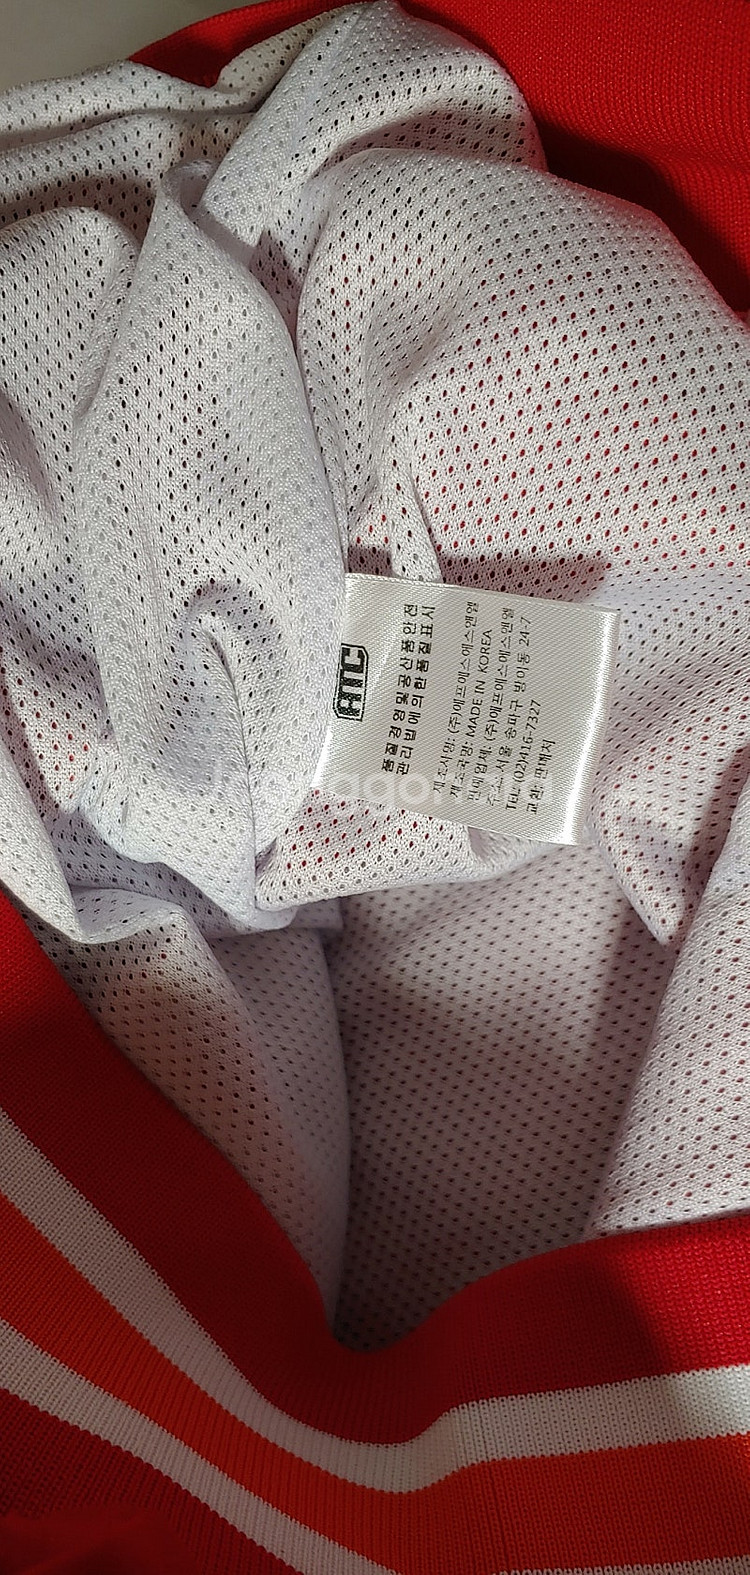 ATC
품질경영및공산품안전
관리법에의한품질표시
제조사명: (주)에프에스에스앤엘
제조국명: MADE IN KOREA
판매업체: (주)에프에스에스앤엘
주소: 서울 송파구 방이동 24-7
TEL: (02)416-7327
교환: 판매처